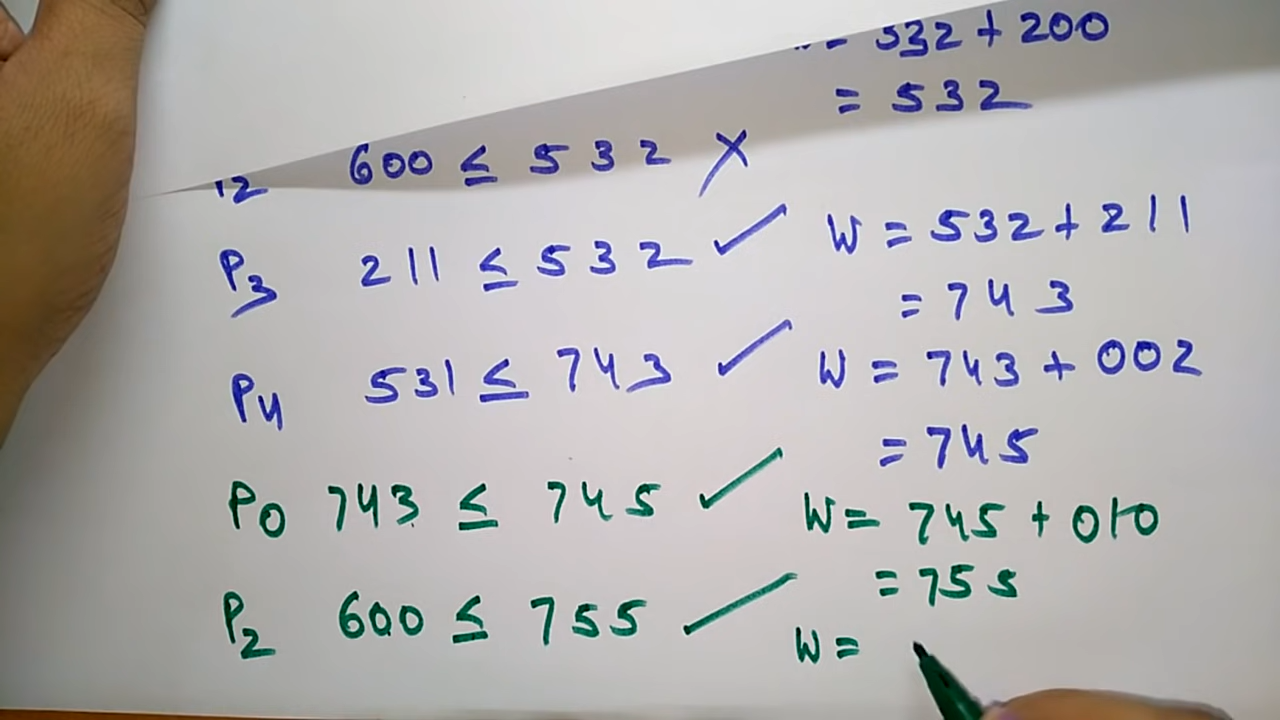 = 532 + 200
= 532
P2 600 ≤ 532 X
P3 211 ≤ 532 ✓ W = 532 + 211
= 743
P4 531 ≤ 743 ✓ W = 743 + 002
= 745
P0 743 ≤ 745 ✓ W = 745 + 010
= 755
P2 600 ≤ 755 ✓ W =